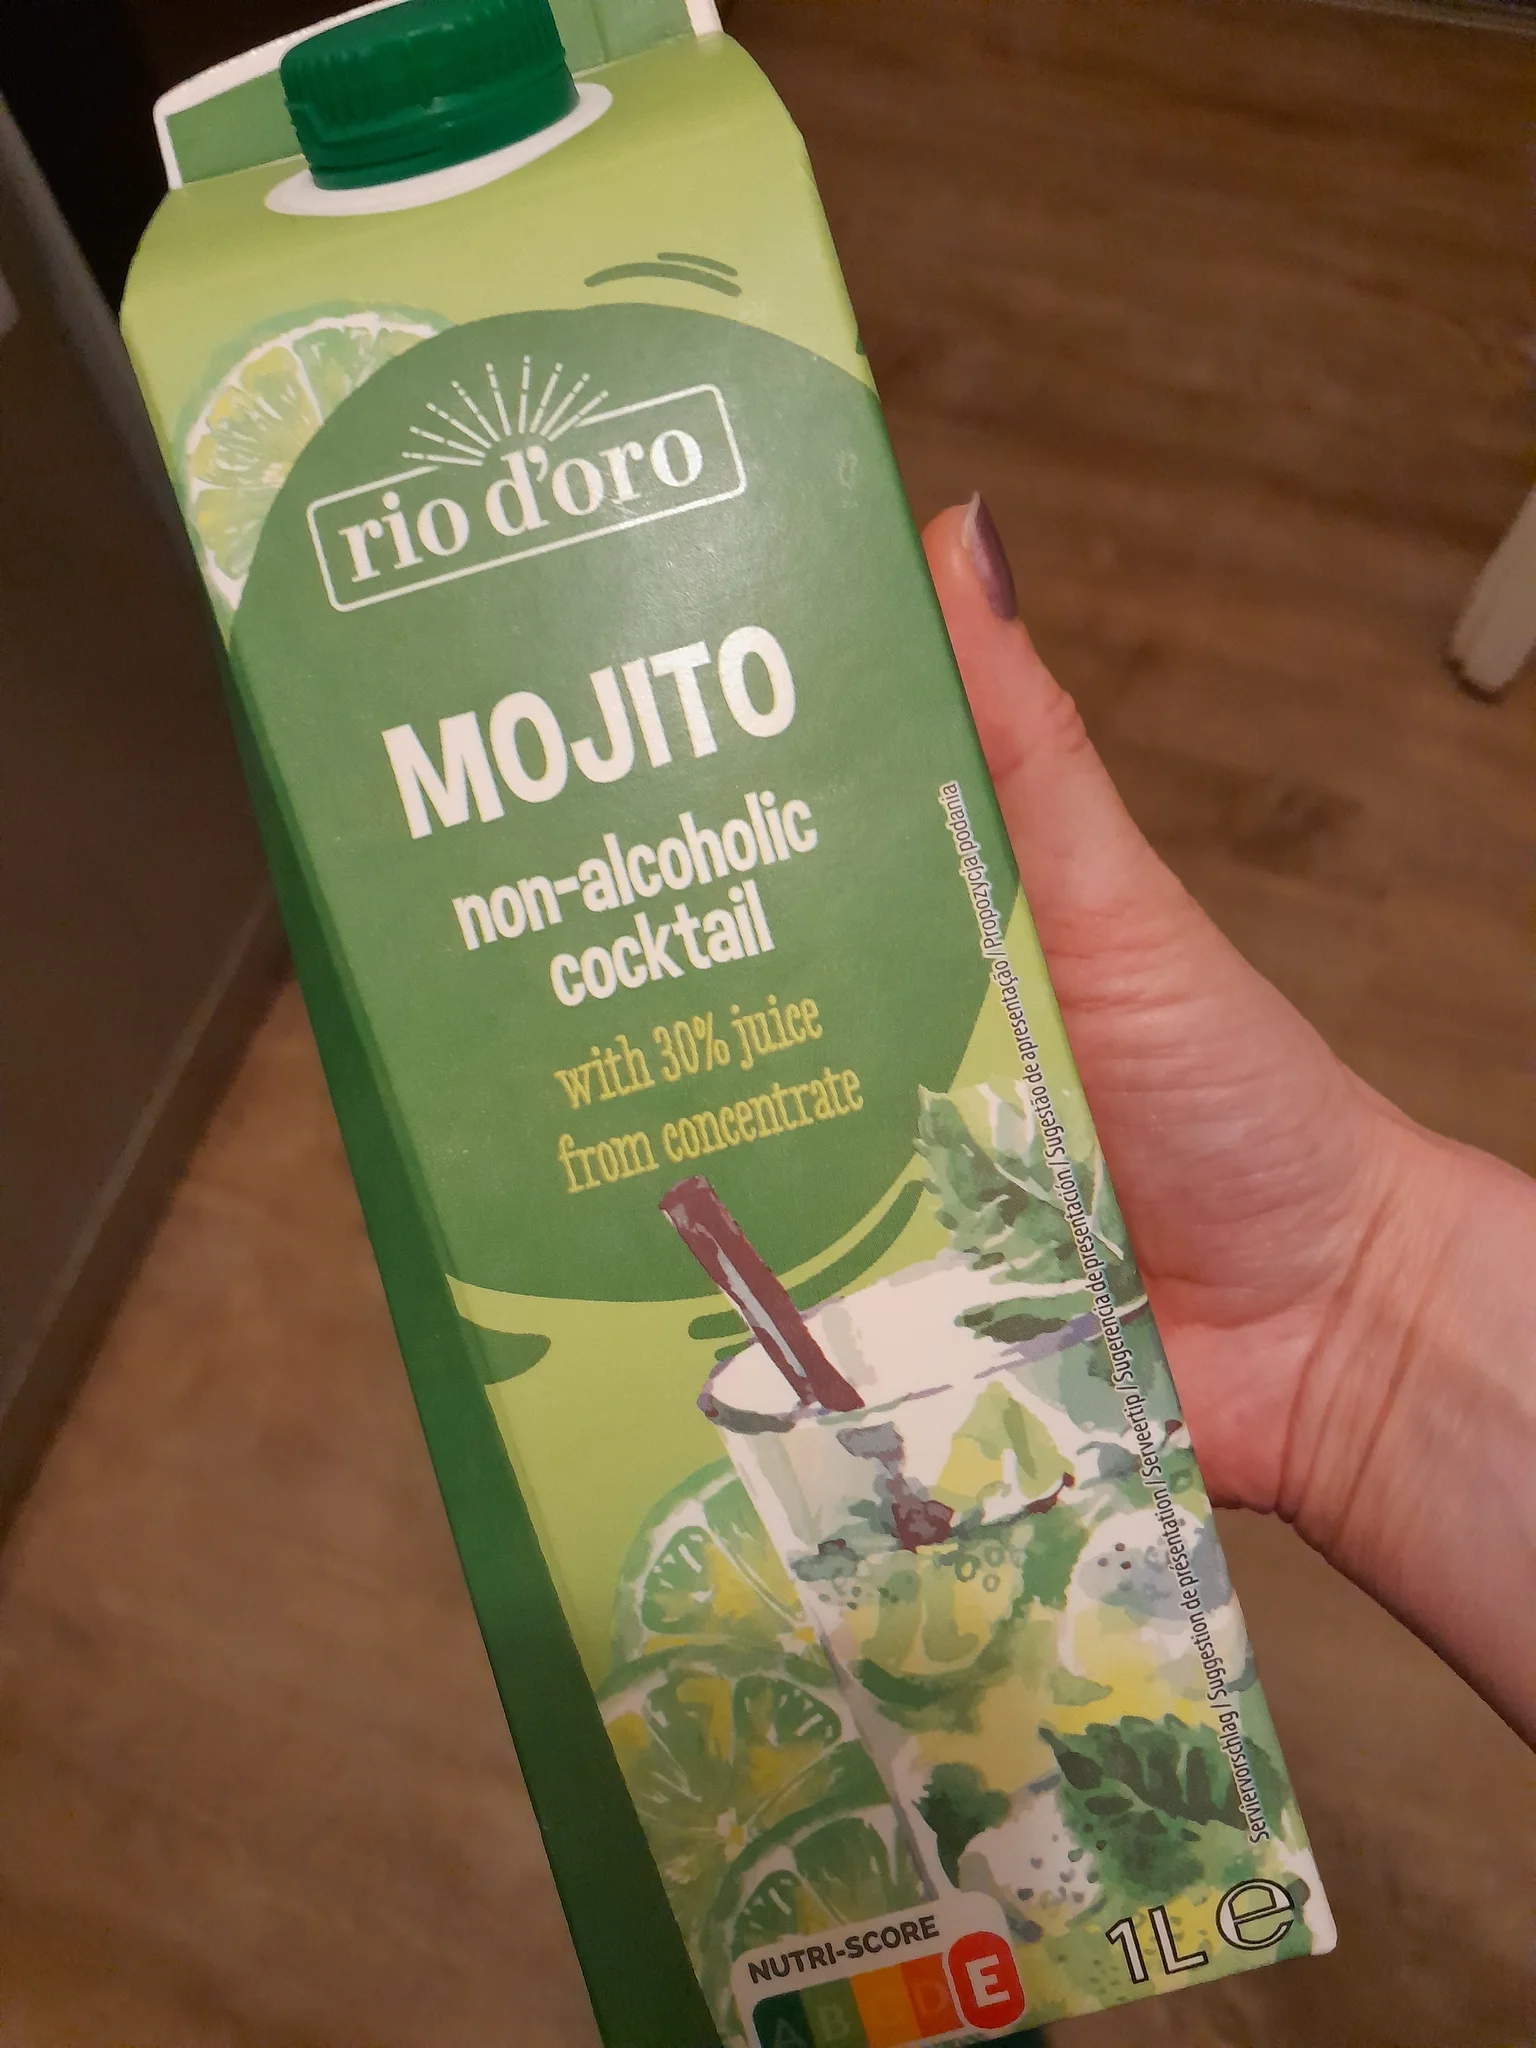 rio d'oro
MOJITO
non-alcoholic
cocktail
with 30% juice
from concentrate
Serviervorschlag / Suggestion de présentation / Serveertip / Sugerencia de presentación / Sugestão de apresentação / Propozycja podania
NUTRI-SCORE
A B C D E
1L e